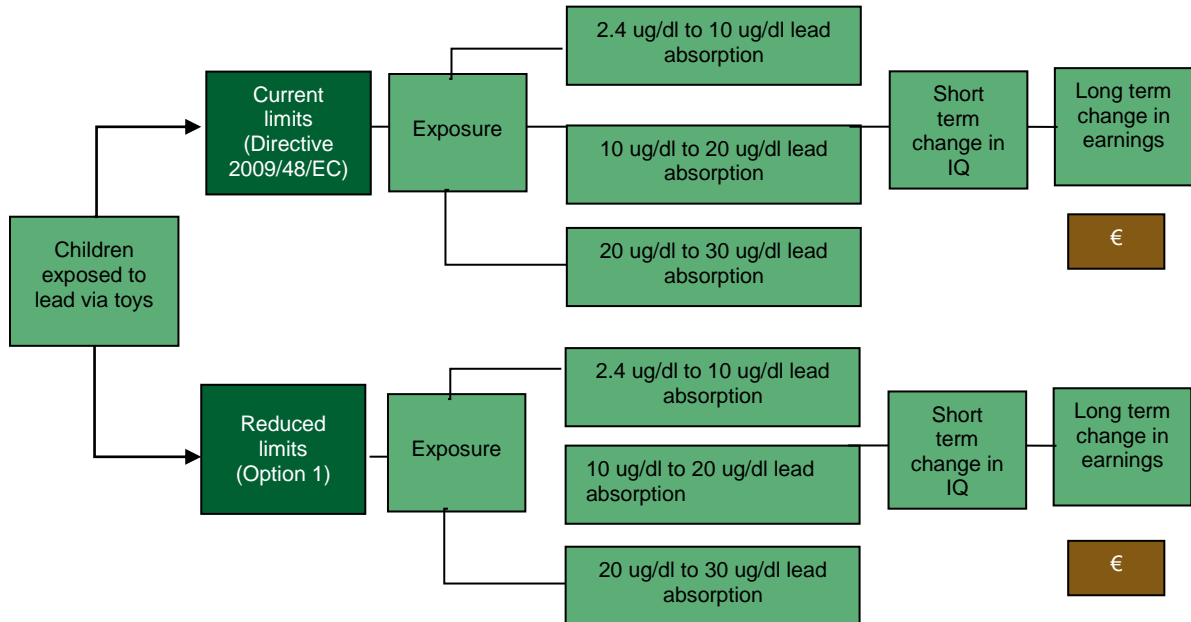 Children
exposed to
lead via toys
Current
limits
(Directive
2009/48/EC)
Exposure
2.4 ug/dl to 10 ug/dl lead
absorption
10 ug/dl to 20 ug/dl lead
absorption
20 ug/dl to 30 ug/dl lead
absorption
Short
term
change in
IQ
Long term
change in
earnings
€
Reduced
limits
(Option 1)
Exposure
2.4 ug/dl to 10 ug/dl lead
absorption
10 ug/dl to 20 ug/dl lead
absorption
20 ug/dl to 30 ug/dl lead
absorption
Short
term
change in
IQ
Long term
change in
earnings
€